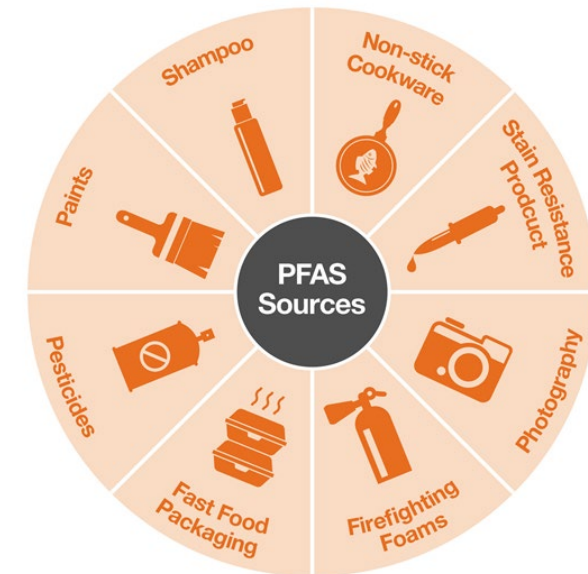 PFAS
Sources
Non-stick
Cookware
Stain Resistance
Prodcuct
Photography
Firefighting
Foams
Fast Food
Packaging
Pesticides
Paints
Shampoo